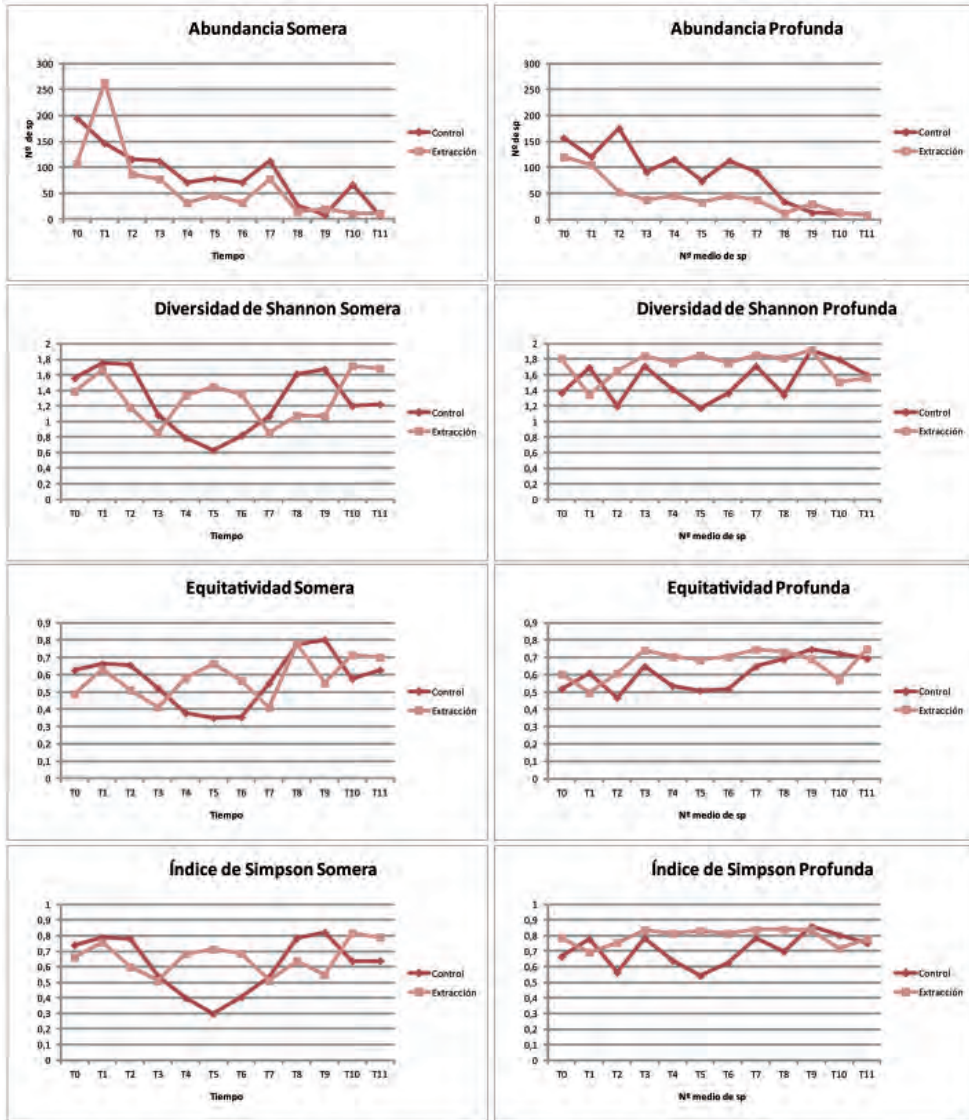 Abundancia Somera
Nº de sp
300
250
200
150
100
50
0
T0 T1 T2 T3 T4 T5 T6 T7 T8 T9 T10 T11
Tiempo
Control
Extracción
Abundancia Profunda
Nº de sp
300
250
200
150
100
50
0
T0 T1 T2 T3 T4 T5 T6 T7 T8 T9 T10 T11
Nº medio de sp
Control
Extracción
Diversidad de Shannon Somera
2
1,8
1,6
1,4
1,2
1
0,8
0,6
0,4
0,2
0
T0 T1 T2 T3 T4 T5 T6 T7 T8 T9 T10 T11
Tiempo
Control
Extracción
Diversidad de Shannon Profunda
2
1,8
1,6
1,4
1,2
1
0,8
0,6
0,4
0,2
0
T0 T1 T2 T3 T4 T5 T6 T7 T8 T9 T10 T11
Nº medio de sp
Control
Extracción
Equitatividad Somera
0,9
0,8
0,7
0,6
0,5
0,4
0,3
0,2
0,1
0
T0 T1 T2 T3 T4 T5 T6 T7 T8 T9 T10 T11
Tiempo
Control
Extracción
Equitatividad Profunda
0,9
0,8
0,7
0,6
0,5
0,4
0,3
0,2
0,1
0
T0 T1 T2 T3 T4 T5 T6 T7 T8 T9 T10 T11
Nº medio de sp
Control
Extracción
Índice de Simpson Somera
1
0,9
0,8
0,7
0,6
0,5
0,4
0,3
0,2
0,1
0
T0 T1 T2 T3 T4 T5 T6 T7 T8 T9 T10 T11
Tiempo
Control
Extracción
Índice de Simpson Profunda
1
0,9
0,8
0,7
0,6
0,5
0,4
0,3
0,2
0,1
0
T0 T1 T2 T3 T4 T5 T6 T7 T8 T9 T10 T11
Nº medio de sp
Control
Extracción